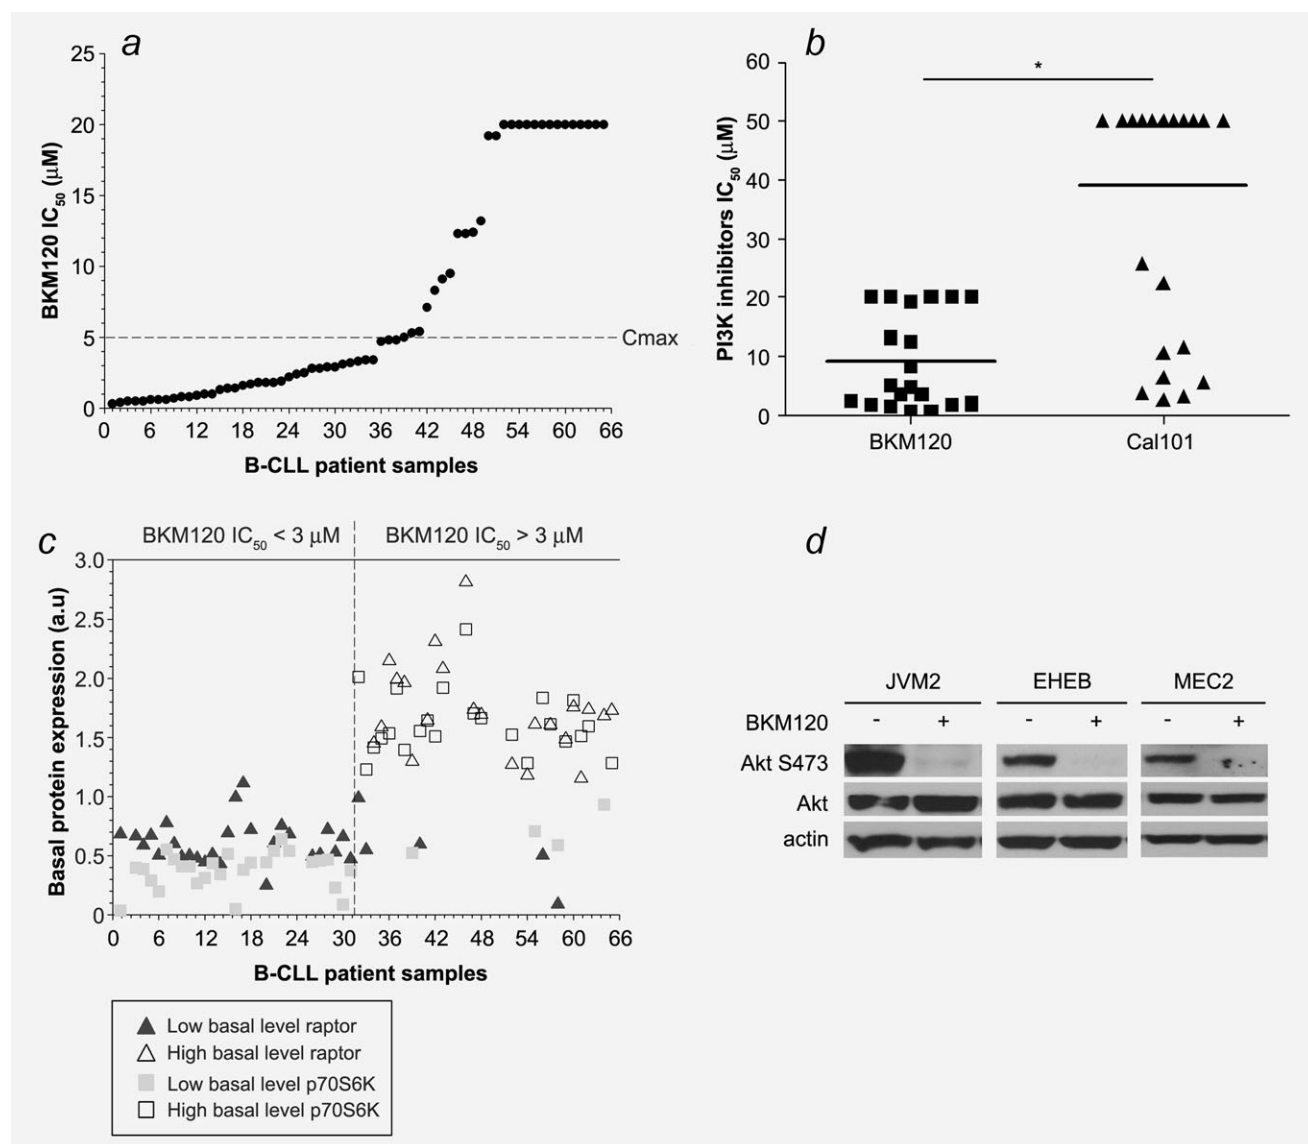 a
25
20
15
10
5
0
BKM120 IC50 (μM)
Cmax
0 6 12 18 24 30 36 42 48 54 60 66
B-CLL patient samples
b
60
50
40
30
20
10
0
PI3K inhibitors IC50 (μM)
*
BKM120 Cal101
c
BKM120 IC50 < 3 μM BKM120 IC50 > 3 μM
3.0
2.5
2.0
1.5
1.0
0.5
0
Basal protein expression (a.u)
0 6 12 18 24 30 36 42 48 54 60 66
B-CLL patient samples
Low basal level raptor
High basal level raptor
Low basal level p70S6K
High basal level p70S6K
d
JVM2 EHEB MEC2
BKM120 - + - + - +
Akt S473
Akt
actin